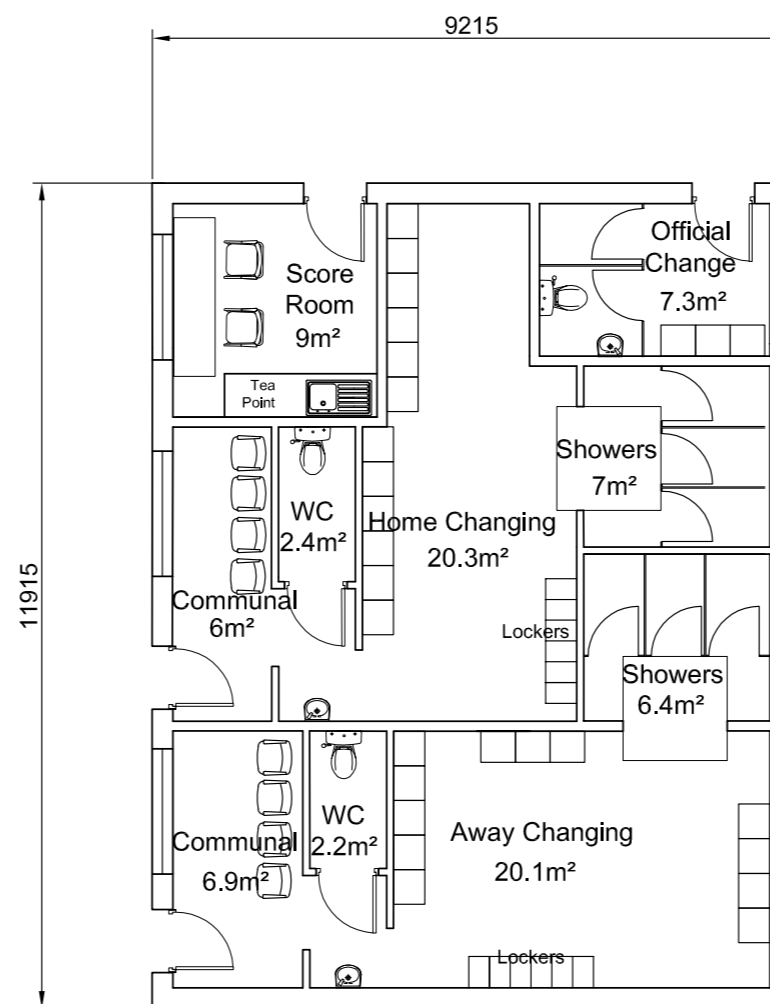 9215
11915
Score
Room
9m²
Tea
Point
Official
Change
7.3m²
Showers
7m²
WC
2.4m²
Home Changing
20.3m²
Communal
6m²
Lockers
Showers
6.4m²
Communal
6.9m²
WC
2.2m²
Away Changing
20.1m²
Lockers